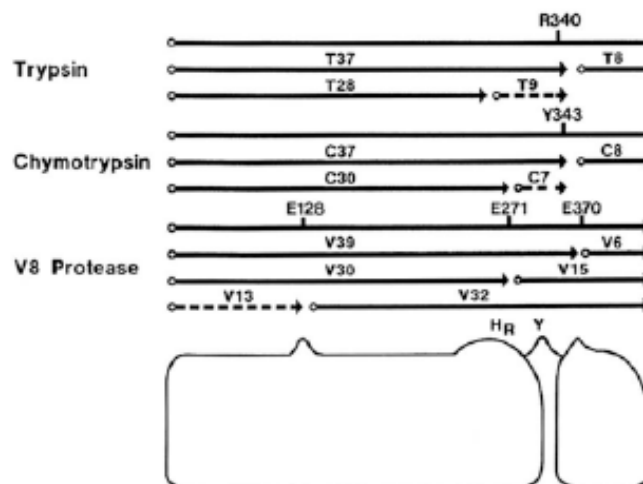 R340
Trypsin
T37 T8
T28 T9
Y343
Chymotrypsin
C37 C8
C30 C7
E128 E271 E370
V8 Protease
V39 V6
V30 V15
V13 V32
HR Y